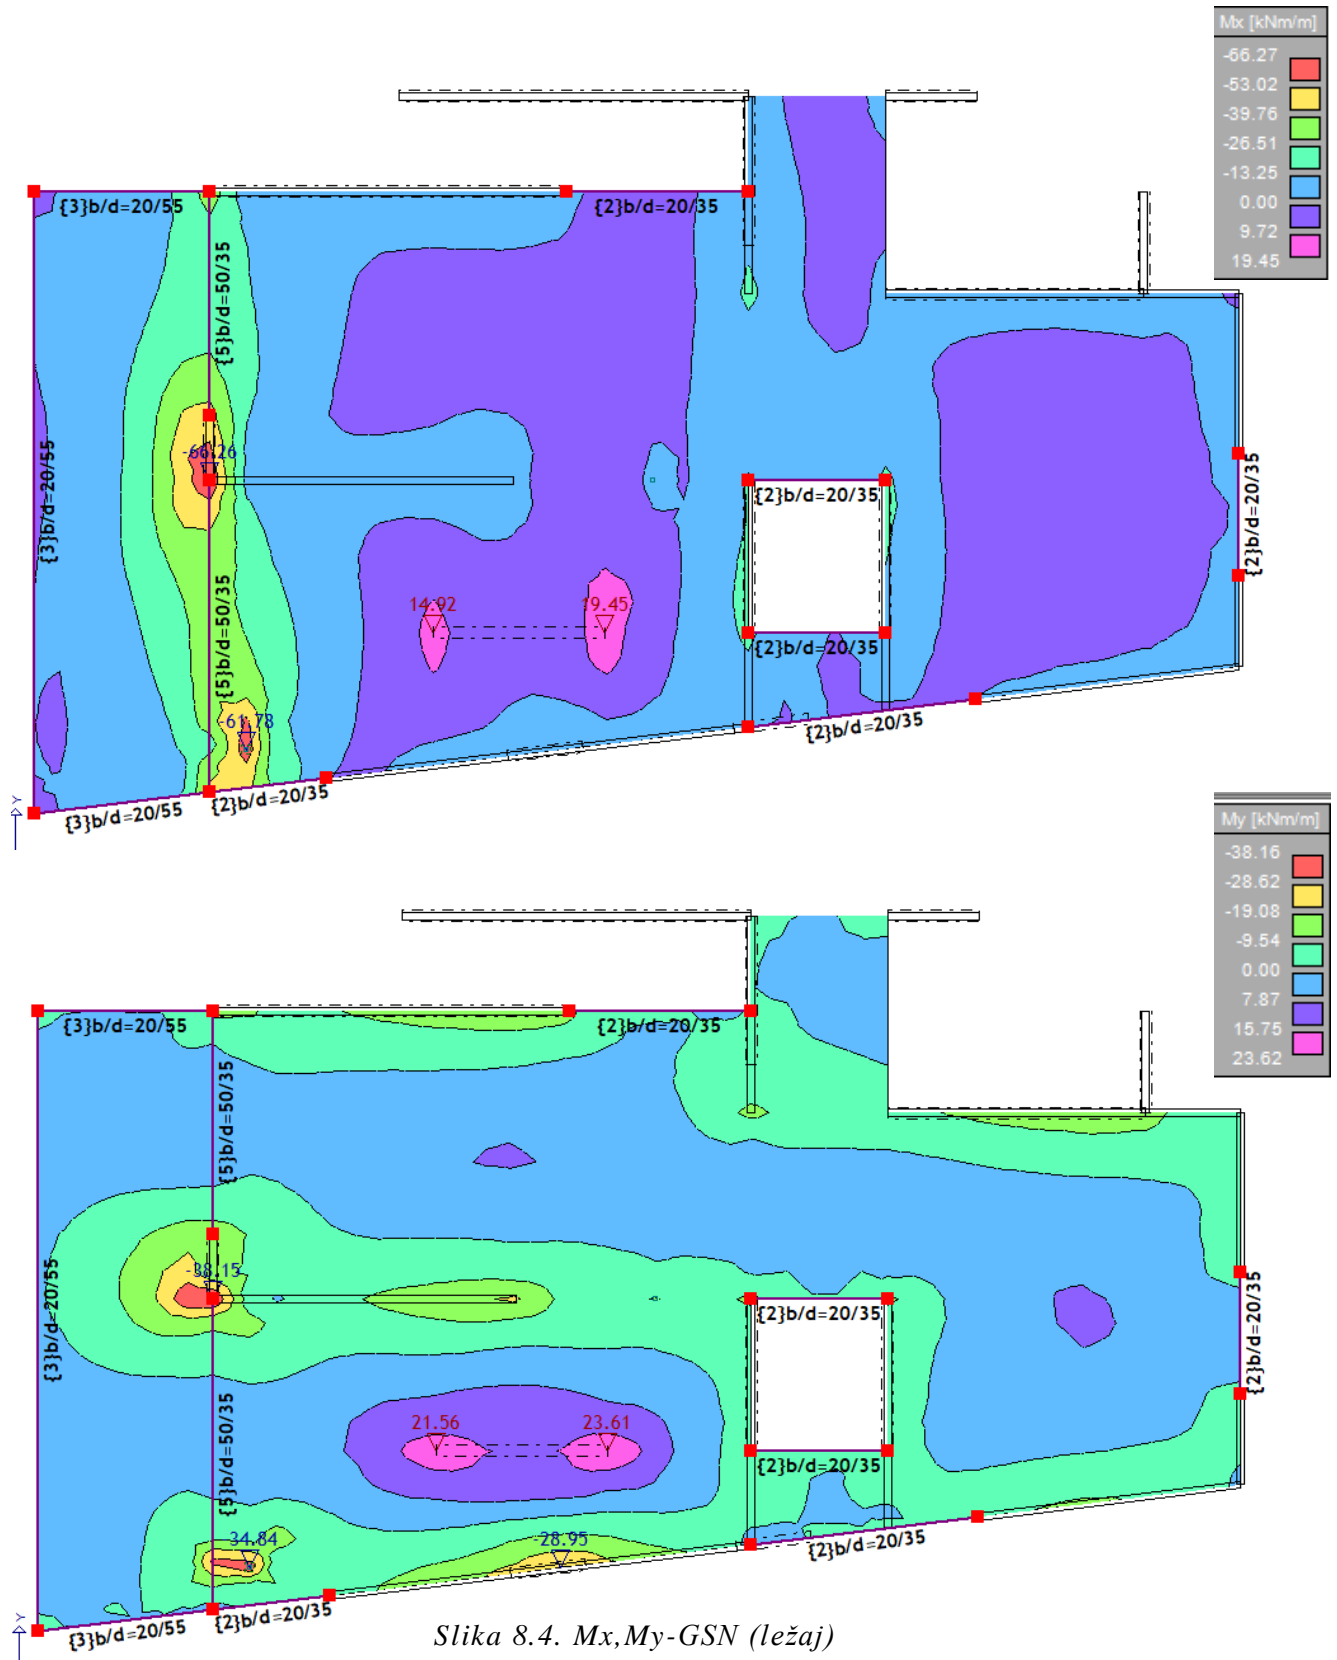 Mx [kNm/m]
-66.27
-53.02
-39.76
-26.51
-13.25
0.00
9.72
19.45
{3}b/d=20/55
{2}b/d=20/35
{5}b/d=50/35
-66.26
{3}b/d=20/55
{2}b/d=20/35
{2}b/d=20/35
{5}b/d=50/35
14.92
19.45
{2}b/d=20/35
-61.78
{2}b/d=20/35
{2}b/d=20/35
{3}b/d=20/55
Y
My [kNm/m]
-38.16
-28.62
-19.08
-9.54
0.00
7.87
15.75
23.62
{3}b/d=20/55
{2}b/d=20/35
{5}b/d=50/35
-38.15
{3}b/d=20/55
{2}b/d=20/35
{2}b/d=20/35
{5}b/d=50/35
21.56
23.61
{2}b/d=20/35
34.84
-28.95
{2}b/d=20/35
{2}b/d=20/35
{3}b/d=20/55
Y
Slika 8.4. Mx,My-GSN (ležaj)